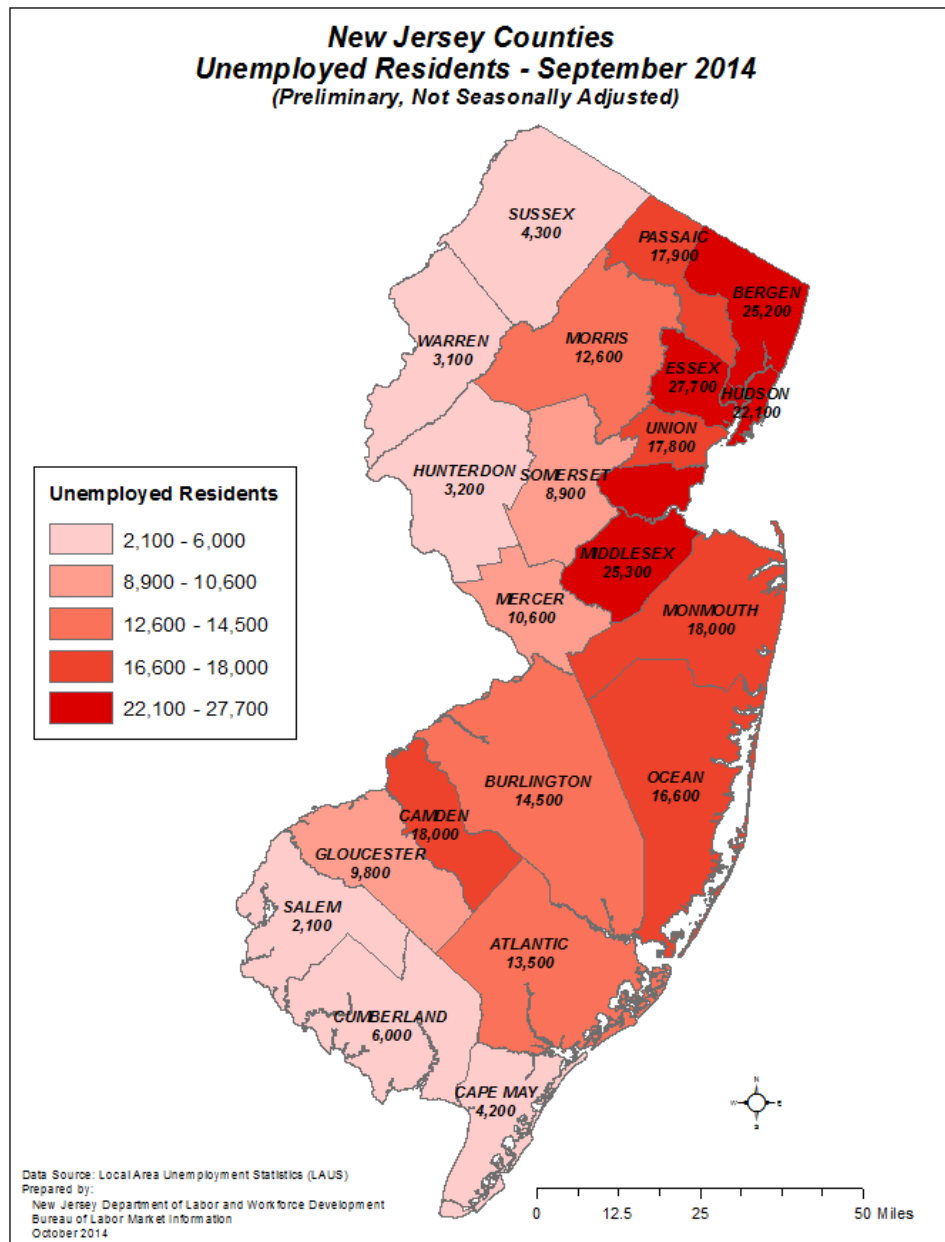 New Jersey Counties
Unemployed Residents - September 2014
(Preliminary, Not Seasonally Adjusted)
SUSSEX
4,300
PASSAIC
17,900
BERGEN
25,200
WARREN
3,100
MORRIS
12,600
ESSEX
27,700
HUDSON
22,100
UNION
17,800
HUNTERDON
3,200
SOMERSET
8,900
MIDDLESEX
25,300
MERCER
10,600
MONMOUTH
18,000
Unemployed Residents
2,100 - 6,000
8,900 - 10,600
12,600 - 14,500
16,600 - 18,000
22,100 - 27,700
OCEAN
16,600
BURLINGTON
14,500
CAMDEN
18,000
GLOUCESTER
9,800
SALEM
2,100
ATLANTIC
13,500
CUMBERLAND
6,000
CAPE MAY
4,200
N
W E
S
Data Source: Local Area Unemployment Statistics (LAUS)
Prepared by:
New Jersey Department of Labor and Workforce Development
Bureau of Labor Market Information
October 2014
0 12.5 25 50 Miles